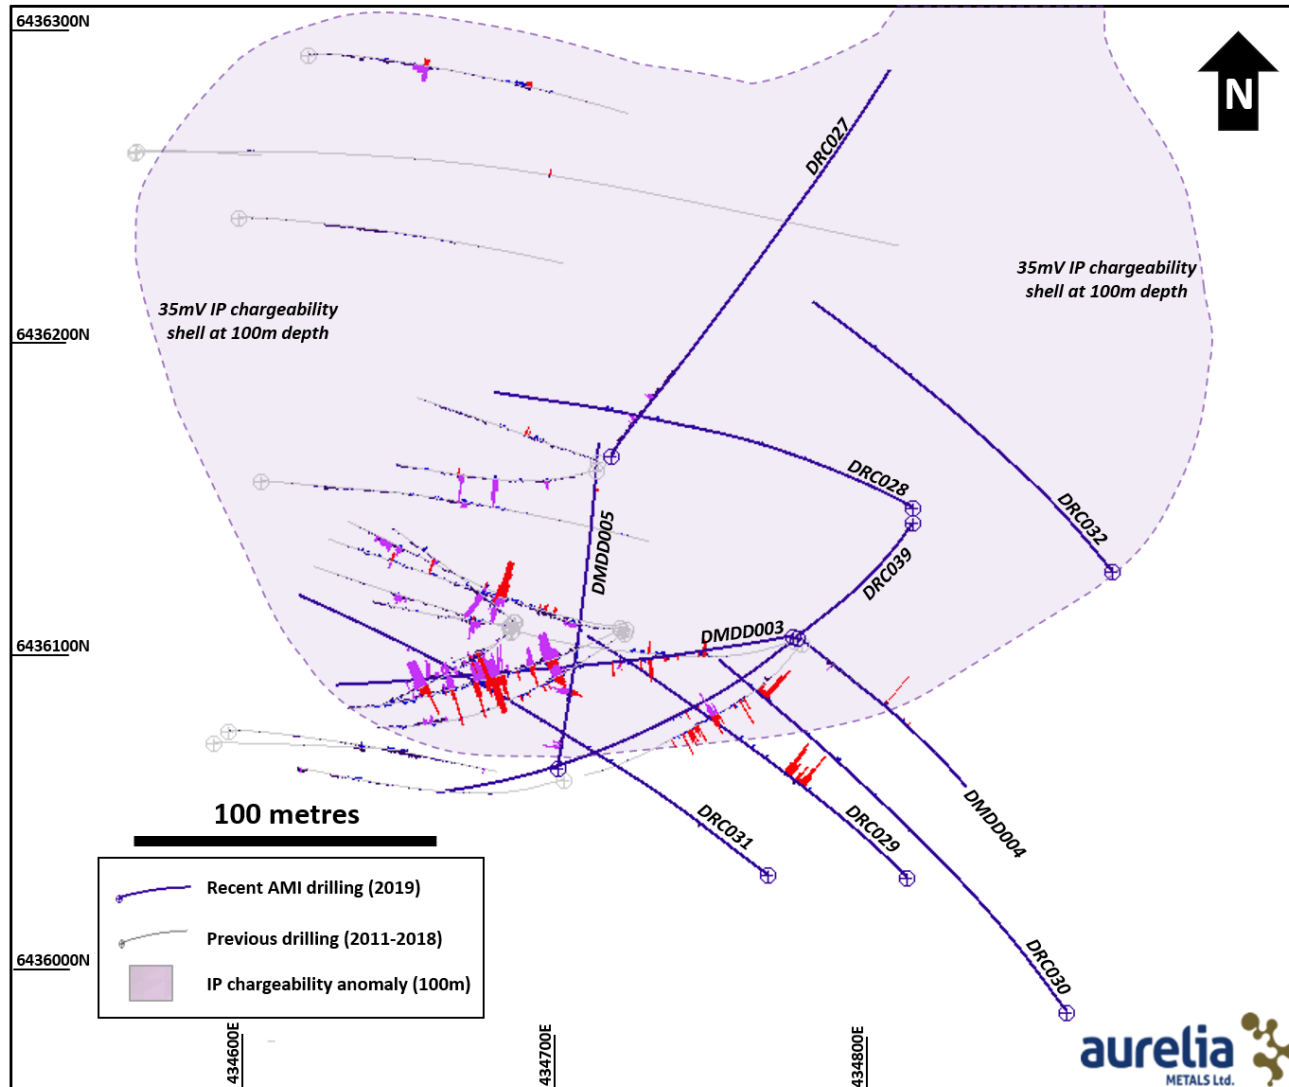 6436300N
N
DRC027
35mV IP chargeability
shell at 100m depth
35mV IP chargeability
shell at 100m depth
6436200N
DRC028
DRC032
DMDD005
DRC039
6436100N
DMDD003
DRC031
DRC029
DMDD004
100 metres
Recent AMI drilling (2019)
Previous drilling (2011-2018)
IP chargeability anomaly (100m)
6436000N
DRC030
434600E
434700E
434800E
aurelia
METALS Ltd.